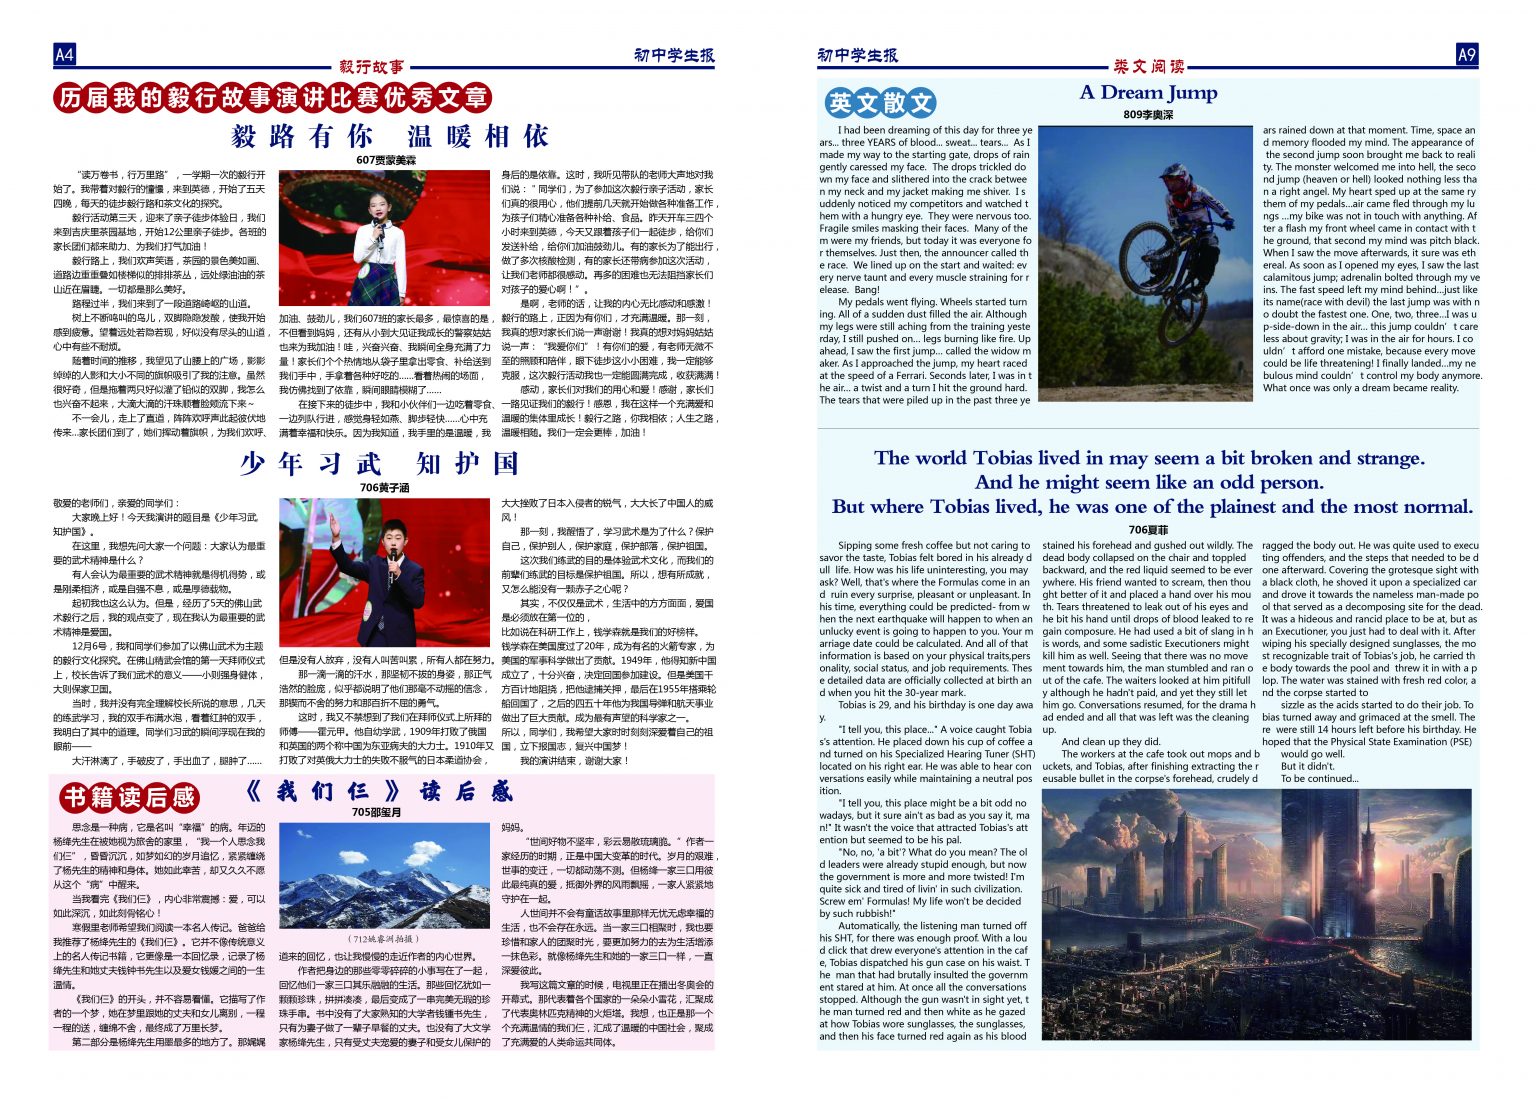 A4
初中学生报
毅行故事
历届我的毅行故事演讲比赛优秀文章
毅路有你 温暖相依
607贾蒙美霖
“读万卷书，行万里路”，一学期一次的毅行开
始了。我带着对毅行的憧憬，来到英德，开始了五天
四晚，每天的徒步毅行路和茶文化的探究。
毅行活动第三天，迎来了亲子徒步体验日，我们
来到吉庆里茶园基地，开始12公里亲子徒步。各班的
家长团们都来助力、为我们打气加油！
毅行路上，我们欢声笑语，茶园的景色美如画、
道路边重重叠如楼梯似的排排茶丛，远处绿油油的茶
山近在眉睫。一切都是那么美好。
路程过半，我们来到了一段道路崎岖的山道。
树上不断鸣叫的鸟儿，双脚隐隐发酸，使我开始
感到疲惫。望着远处若隐若现，好似没有尽头的山道，
心中有些不耐烦。
随着时间的推移，我望见了山腰上的广场，影影
绰绰的人影和大小不同的旗帜吸引了我的注意。虽然
很好奇，但是拖着两只好似灌了铅似的双脚，我怎么
也兴奋不起来，大滴大滴的汗珠顺着脸颊流下来～
不一会儿，走上了直道，阵阵欢呼声此起彼伏地
传来...家长团们到了，她们挥动着旗帜，为我们欢呼、
加油、鼓劲儿，我们607班的家长最多，最惊喜的是，
不但看到妈妈，还有从小到大见证我成长的警察姑姑
也来为我加油！哇，兴奋兴奋、我瞬间全身充满了力
量！家长们个个热情地从袋子里拿出零食、补给送到
我们手中，手拿着各种好吃的......看着热闹的场面，
我仿佛找到了依靠，瞬间眼睛模糊了......
在接下来的徒步中，我和小伙伴们一边吃着零食、
一边列队行进，感觉身轻如燕、脚步轻快......心中充
满着幸福和快乐。因为我知道，我手里的是温暖，我
身后的是依靠。这时，我听见带队的老师大声地对我
们说：“ 同学们，为了参加这次毅行亲子活动，家长
们真的很用心，他们提前几天就开始做各种准备工作，
为孩子们精心准备各种补给、食品。昨天开车三四个
小时来到英德，今天又跟着孩子们一起徒步，给你们
发送补给，给你们加油鼓劲儿。有的家长为了能出行，
做了多次核酸检测，有的家长还带病参加这次活动，
让我们老师都很感动。再多的困难也无法阻挡家长们
对孩子的爱心啊！”。
是啊，老师的话，让我的内心无比感动和感激！
毅行的路上，正因为有你们，才充满温暖。那一刻，
我真的想对家长们说一声谢谢！我真的想对妈妈姑姑
说一声：“我爱你们”！有你们的爱，有老师无微不
至的照顾和陪伴，眼下徒步这小小困难，我一定能够
克服，这次毅行活动我也一定能圆满完成，收获满满！
感动，家长们对我们的用心和爱！感谢，家长们
一路见证我们的毅行！感恩，我在这样一个充满爱和
温暖的集体里成长！毅行之路，你我相依；人生之路，
温暖相随。我们一定会更棒，加油！
少年习武 知护国
706黄子涵
敬爱的老师们，亲爱的同学们：
大家晚上好！今天我演讲的题目是《少年习武，
知护国》。
在这里，我想先问大家一个问题：大家认为最重
要的武术精神是什么？
有人会认为最重要的武术精神就是得机得势，或
是刚柔相济，或是自强不息，或是厚德载物。
起初我也这么认为。但是，经历了5天的佛山武
术毅行之后，我的观点变了，现在我认为最重要的武
术精神是爱国。
12月6号，我和同学们参加了以佛山武术为主题
的毅行文化探究。在佛山精武会馆的第一天拜师仪式
上，校长告诉了我们武术的意义——小则强身健体，
大则保家卫国。
当时，我并没有完全理解校长所说的意思，几天
的练武学习，我的双手布满水泡，看着红肿的双手，
我明白了其中的道理。同学们习武的瞬间浮现在我的
眼前——
大汗淋漓了，手破皮了，手出血了，腿肿了......
但是没有人放弃，没有人叫苦叫累，所有人都在努力。
那一滴一滴的汗水，那坚韧不拔的身姿，那正气
浩然的脸庞，似乎都说明了他们那毫不动摇的信念，
那锲而不舍的努力和那百折不屈的勇气。
这时，我又不禁想到了我们在拜师仪式上所拜的
师傅——霍元甲。他自幼学武，1909年打败了俄国
和英国的两个称中国为东亚病夫的大力士。1910年又
打败了对英俄大力士的失败不服气的日本柔道协会，
大大挫败了日本入侵者的锐气，大大长了中国人的威
风！
那一刻，我醒悟了，学习武术是为了什么？保护
自己，保护别人，保护家庭，保护部落，保护祖国。
这次我们练武的目的是体验武术文化，而我们的
前辈们练武的目标是保护祖国。所以，想有所成就，
又怎么能没有一颗赤子之心呢？
其实，不仅仅是武术，生活中的方方面面，爱国
是必须放在第一位的，
比如说在科研工作上，钱学森就是我们的好榜样。
钱学森在美国度过了20年，成为有名的火箭专家，为
美国的军事科学做出了贡献。1949年，他得知新中国
成立了，十分兴奋，决定回国参加建设。但是美国千
方百计地阻挠，把他逮捕关押，最后在1955年搭乘轮
船回国了，之后的四五十年他为我国导弹和航天事业
做出了巨大贡献。成为最有声望的科学家之一。
所以，同学们，我希望大家时时刻刻深爱着自己的祖
国，立下报国志，复兴中国梦！
我的演讲结束，谢谢大家！
书籍读后感
《我们仨》读后感
705邵玺月
思念是一种病，它是名叫“幸福”的病。年迈的
杨绛先生在被她视为旅舍的家里，“我一个人思念我
们仨”，昏昏沉沉，如梦如幻的岁月追忆，紧紧缠绕
了杨先生的精神和身体。她如此幸苦，却又久久不愿
从这个“病”中醒来。
当我看完《我们仨》，内心非常震撼：爱，可以
如此深沉，如此刻骨铭心！
寒假里老师希望我们阅读一本名人传记。爸爸给
我推荐了杨绛先生的《我们仨》。它并不像传统意义
上的名人传记书籍，它更像是一本回忆录，记录了杨
绛先生和她丈夫钱钟书先生以及爱女钱媛之间的一生
温情。
《我们仨》的开头，并不容易看懂。它描写了作
者的一个梦，她在梦里跟她的丈夫和女儿离别，一程
一程的送，缠绵不舍，最终成了万里长梦。
第二部分是杨绛先生用墨最多的地方了。那娓娓
（712姚睿洲拍摄）
道来的回忆，也让我慢慢的走近作者的内心世界。
作者把身边的那些零零碎碎的小事写在了一起，
回忆他们一家三口其乐融融的生活。那些回忆犹如一
颗颗珍珠，拼拼凑凑，最后变成了一串完美无瑕的珍
珠手串。书中没有了大家熟知的大学者钱锺书先生，
只有为妻子做了一辈子早餐的丈夫。也没有了大文学
家杨绛先生，只有受丈夫宠爱的妻子和受女儿保护的
妈妈。
“世间好物不坚牢，彩云易散琉璃脆。”作者一
家经历的时期，正是中国大变革的时代。岁月的艰难，
世事的变迁，一切都动荡不测。但杨绛一家三口用彼
此最纯真的爱，抵御外界的风雨飘摇，一家人紧紧地
守护在一起。
人世间并不会有童话故事里那样无忧无虑幸福的
生活，也不会存在永远。当一家三口相聚时，我也要
珍惜和家人的团聚时光，要更加努力的去为生活增添
一抹色彩。就像杨绛先生和她的一家三口一样，一直
深爱彼此。
我写这篇文章的时候，电视里正在播出冬奥会的
开幕式。那代表着各个国家的一朵朵小雪花，汇聚成
了代表奥林匹克精神的火炬塔。我想，也正是那一个
个充满温情的我们仨，汇成了温暖的中国社会，聚成
了充满爱的人类命运共同体。
初中学生报
A9
类文阅读
英文散文
A Dream Jump
809李奥深
I had been dreaming of this day for three ye
ars... three YEARS of blood... sweat... tears... As I
made my way to the starting gate, drops of rain
gently caressed my face. The drops trickled do
wn my face and slithered into the crack betwee
n my neck and my jacket making me shiver. I s
uddenly noticed my competitors and watched t
hem with a hungry eye. They were nervous too.
Fragile smiles masking their faces. Many of the
m were my friends, but today it was everyone fo
r themselves. Just then, the announcer called th
e race. We lined up on the start and waited: ev
ery nerve taunt and every muscle straining for r
elease. Bang!
My pedals went flying. Wheels started turn
ing. All of a sudden dust filled the air. Although
my legs were still aching from the training yeste
rday, I still pushed on... legs burning like fire. Up
ahead, I saw the first jump... called the widow m
aker. As I approached the jump, my heart raced
at the speed of a Ferrari. Seconds later, I was in t
he air... a twist and a turn I hit the ground hard.
The tears that were piled up in the past three ye
ars rained down at that moment. Time, space an
d memory flooded my mind. The appearance of
the second jump soon brought me back to reali
ty. The monster welcomed me into hell, the seco
nd jump (heaven or hell) looked nothing less tha
n a right angel. My heart sped up at the same ry
them of my pedals...air came fled through my lu
ngs ...my bike was not in touch with anything. Af
ter a flash my front wheel came in contact with t
he ground, that second my mind was pitch black.
When I saw the move afterwards, it sure was eth
ereal. As soon as I opened my eyes, I saw the last
calamitous jump; adrenalin bolted through my ve
ins. The fast speed left my mind behind...just like
its name(race with devil) the last jump was with n
o doubt the fastest one. One, two, three...I was u
p-side-down in the air... this jump couldn’t care
less about gravity; I was in the air for hours. I co
uldn’t afford one mistake, because every move
could be life threatening! I finally landed...my ne
bulous mind couldn’t control my body anymore.
What once was only a dream became reality.
The world Tobias lived in may seem a bit broken and strange.
And he might seem like an odd person.
But where Tobias lived, he was one of the plainest and the most normal.
706夏菲
Sipping some fresh coffee but not caring to
savor the taste, Tobias felt bored in his already d
ull life. How was his life uninteresting, you may
ask? Well, that's where the Formulas come in an
d ruin every surprise, pleasant or unpleasant. In
his time, everything could be predicted- from w
hen the next earthquake will happen to when an
unlucky event is going to happen to you. Your m
arriage date could be calculated. And all of that
information is based on your physical traits,pers
onality, social status, and job requirements. Thes
e detailed data are officially collected at birth an
d when you hit the 30-year mark.
Tobias is 29, and his birthday is one day awa
y.
"I tell you, this place..." A voice caught Tobia
s's attention. He placed down his cup of coffee a
nd turned on his Specialized Hearing Tuner (SHT)
located on his right ear. He was able to hear con
versations easily while maintaining a neutral pos
ition.
"I tell you, this place might be a bit odd no
wadays, but it sure ain't as bad as you say it, ma
n!" It wasn't the voice that attracted Tobias's att
ention but seemed to be his pal.
"No, no, 'a bit'? What do you mean? The ol
d leaders were already stupid enough, but now
the government is more and more twisted! I'm
quite sick and tired of livin' in such civilization.
Screw em' Formulas! My life won't be decided
by such rubbish!"
Automatically, the listening man turned off
his SHT, for there was enough proof. With a lou
d click that drew everyone's attention in the caf
e, Tobias dispatched his gun case on his waist. T
he man that had brutally insulted the governm
ent stared at him. At once all the conversations
stopped. Although the gun wasn't in sight yet, t
he man turned red and then white as he gazed
at how Tobias wore sunglasses, the sunglasses,
and then his face turned red again as his blood
stained his forehead and gushed out wildly. The
dead body collapsed on the chair and toppled
backward, and the red liquid seemed to be ever
ywhere. His friend wanted to scream, then thou
ght better of it and placed a hand over his mou
th. Tears threatened to leak out of his eyes and
he bit his hand until drops of blood leaked to re
gain composure. He had used a bit of slang in h
is words, and some sadistic Executioners might
kill him as well. Seeing that there was no move
ment towards him, the man stumbled and ran o
ut of the cafe. The waiters looked at him pitifull
y although he hadn't paid, and yet they still let
him go. Conversations resumed, for the drama h
ad ended and all that was left was the cleaning
up.
And clean up they did.
The workers at the cafe took out mops and b
uckets, and Tobias, after finishing extracting the r
eusable bullet in the corpse's forehead, crudely d
ragged the body out. He was quite used to execu
ting offenders, and the steps that needed to be d
one afterward. Covering the grotesque sight with
a black cloth, he shoved it upon a specialized car
and drove it towards the nameless man-made po
ol that served as a decomposing site for the dead.
It was a hideous and rancid place to be at, but as
an Executioner, you just had to deal with it. After
wiping his specially designed sunglasses, the mo
st recognizable trait of Tobias's job, he carried th
e body towards the pool and threw it in with a p
lop. The water was stained with fresh red color, a
nd the corpse started to
sizzle as the acids started to do their job. To
bias turned away and grimaced at the smell. The
re were still 14 hours left before his birthday. He
hoped that the Physical State Examination (PSE)
would go well.
But it didn't.
To be continued...